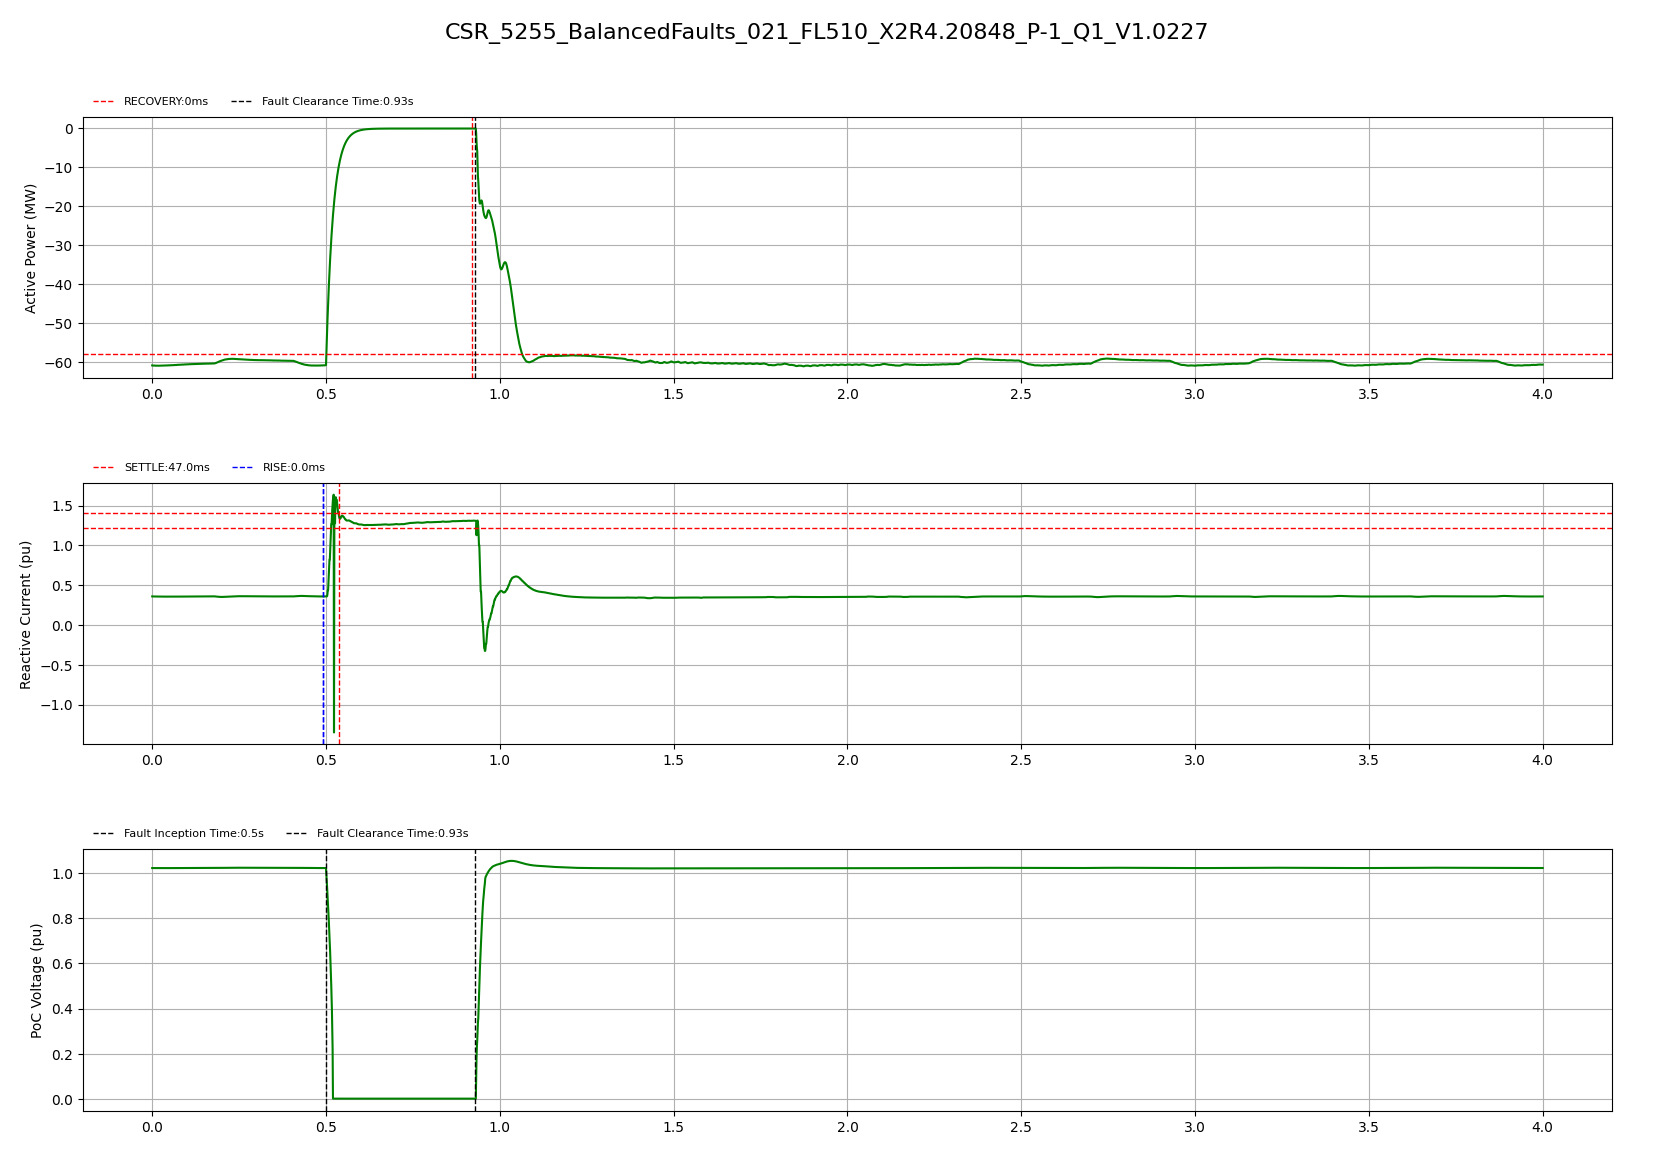 CSR_5255_BalancedFaults_021_FL510_X2R4.20848_P-1_Q1_V1.0227
RECOVERY:0ms Fault Clearance Time:0.93s
Active Power (MW)
0
−10
−20
−30
−40
−50
−60
0.0 0.5 1.0 1.5 2.0 2.5 3.0 3.5 4.0
SETTLE:47.0ms RISE:0.0ms
Reactive Current (pu)
1.5
1.0
0.5
0.0
−0.5
−1.0
0.0 0.5 1.0 1.5 2.0 2.5 3.0 3.5 4.0
Fault Inception Time:0.5s Fault Clearance Time:0.93s
PoC Voltage (pu)
1.0
0.8
0.6
0.4
0.2
0.0
0.0 0.5 1.0 1.5 2.0 2.5 3.0 3.5 4.0